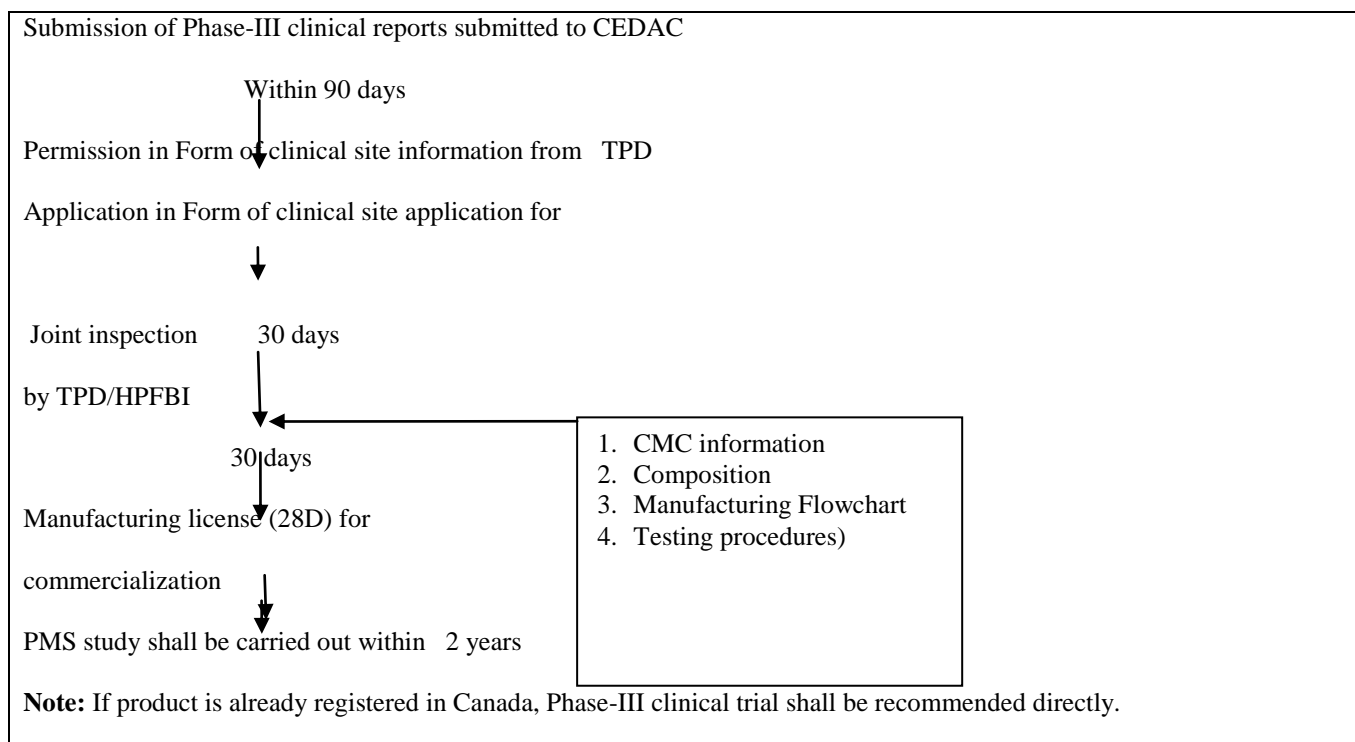 Submission of Phase-III clinical reports submitted to CEDAC
Within 90 days
Permission in Form of clinical site information from TPD
Application in Form of clinical site application for
Joint inspection 30 days
by TPD/HPFBI
30 days
1. CMC information
2. Composition
3. Manufacturing Flowchart
4. Testing procedures)
Manufacturing license (28D) for
commercialization
PMS study shall be carried out within 2 years
Note: If product is already registered in Canada, Phase-III clinical trial shall be recommended directly.